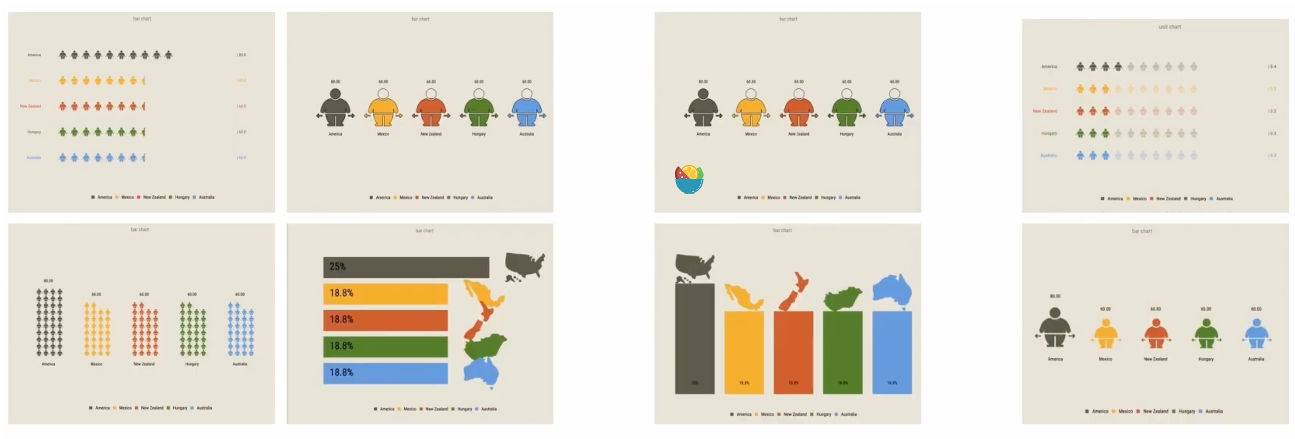 bar chart
America
| 80.0
Mexico
New Zealand
| 60.0
Hungary
| 60.0
Australia
| 60.0
America Mexico New Zealand Hungary Australia
bar chart
80.00 60.00 60.00 60.00 60.00
America Mexico New Zealand Hungary Australia
America Mexico New Zealand Hungary Australia
bar chart
80.00 60.00 60.00 60.00 60.00
America Mexico New Zealand Hungary Australia
America Mexico New Zealand Hungary Australia
unit chart
America
| 0.4
Mexico
New Zealand
| 0.3
Hungary
| 0.3
Australia
| 0.3
America Mexico New Zealand Hungary Australia
bar chart
80.00
60.00 60.00 60.00 60.00
America Mexico New Zealand Hungary Australia
America Mexico New Zealand Hungary Australia
bar chart
25%
18.8%
18.8%
18.8%
18.8%
America Mexico New Zealand Hungary Australia
bar chart
25% 18.8% 18.8% 18.8% 18.8%
America Mexico New Zealand Hungary Australia
bar chart
80.00
60.00 60.00 60.00 60.00
America Mexico New Zealand Hungary Australia
America Mexico New Zealand Hungary Australia